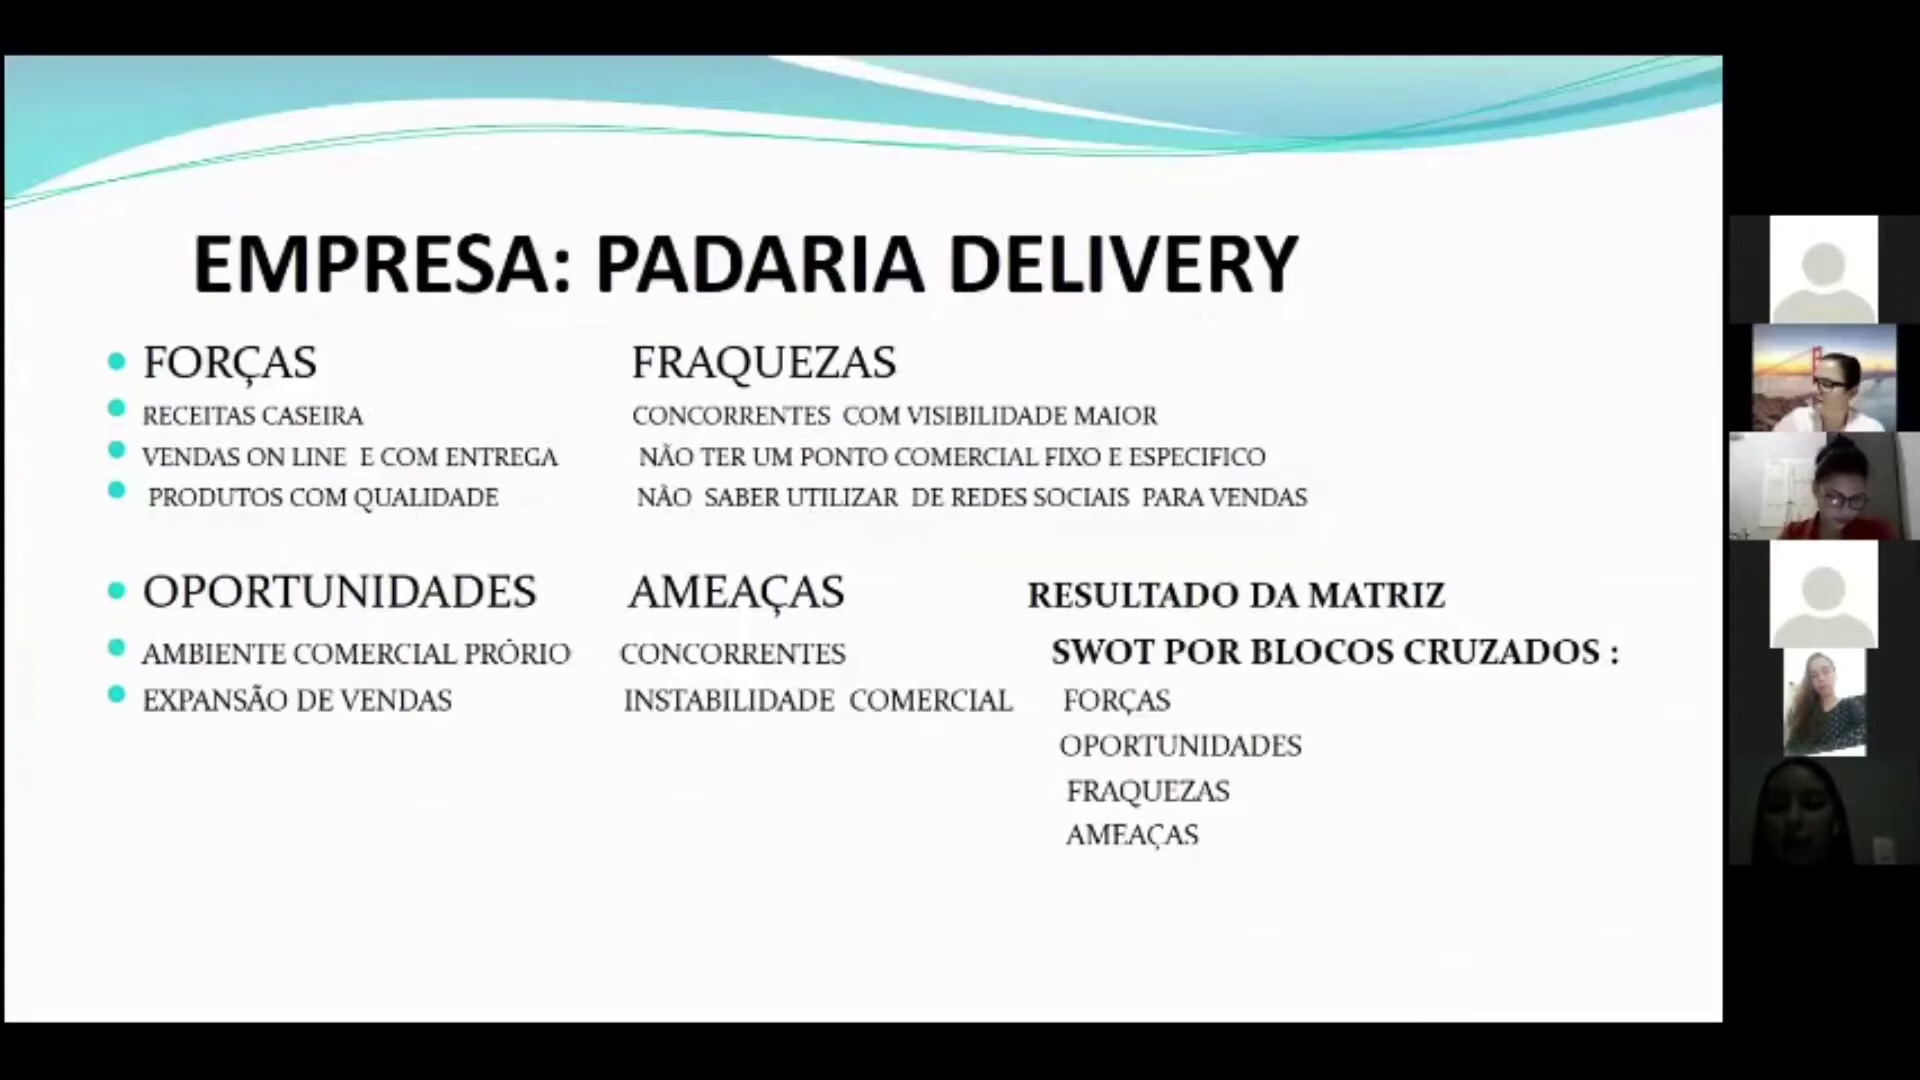 EMPRESA: PADARIA DELIVERY
FORÇAS FRAQUEZAS
RECEITAS CASEIRA CONCORRENTES COM VISIBILIDADE MAIOR
VENDAS ON LINE E COM ENTREGA NÃO TER UM PONTO COMERCIAL FIXO E ESPECIFICO
PRODUTOS COM QUALIDADE NÃO SABER UTILIZAR DE REDES SOCIAIS PARA VENDAS
OPORTUNIDADES AMEAÇAS RESULTADO DA MATRIZ
AMBIENTE COMERCIAL PRÓRIO CONCORRENTES SWOT POR BLOCOS CRUZADOS :
EXPANSÃO DE VENDAS INSTABILIDADE COMERCIAL FORÇAS
OPORTUNIDADES
FRAQUEZAS
AMEAÇAS